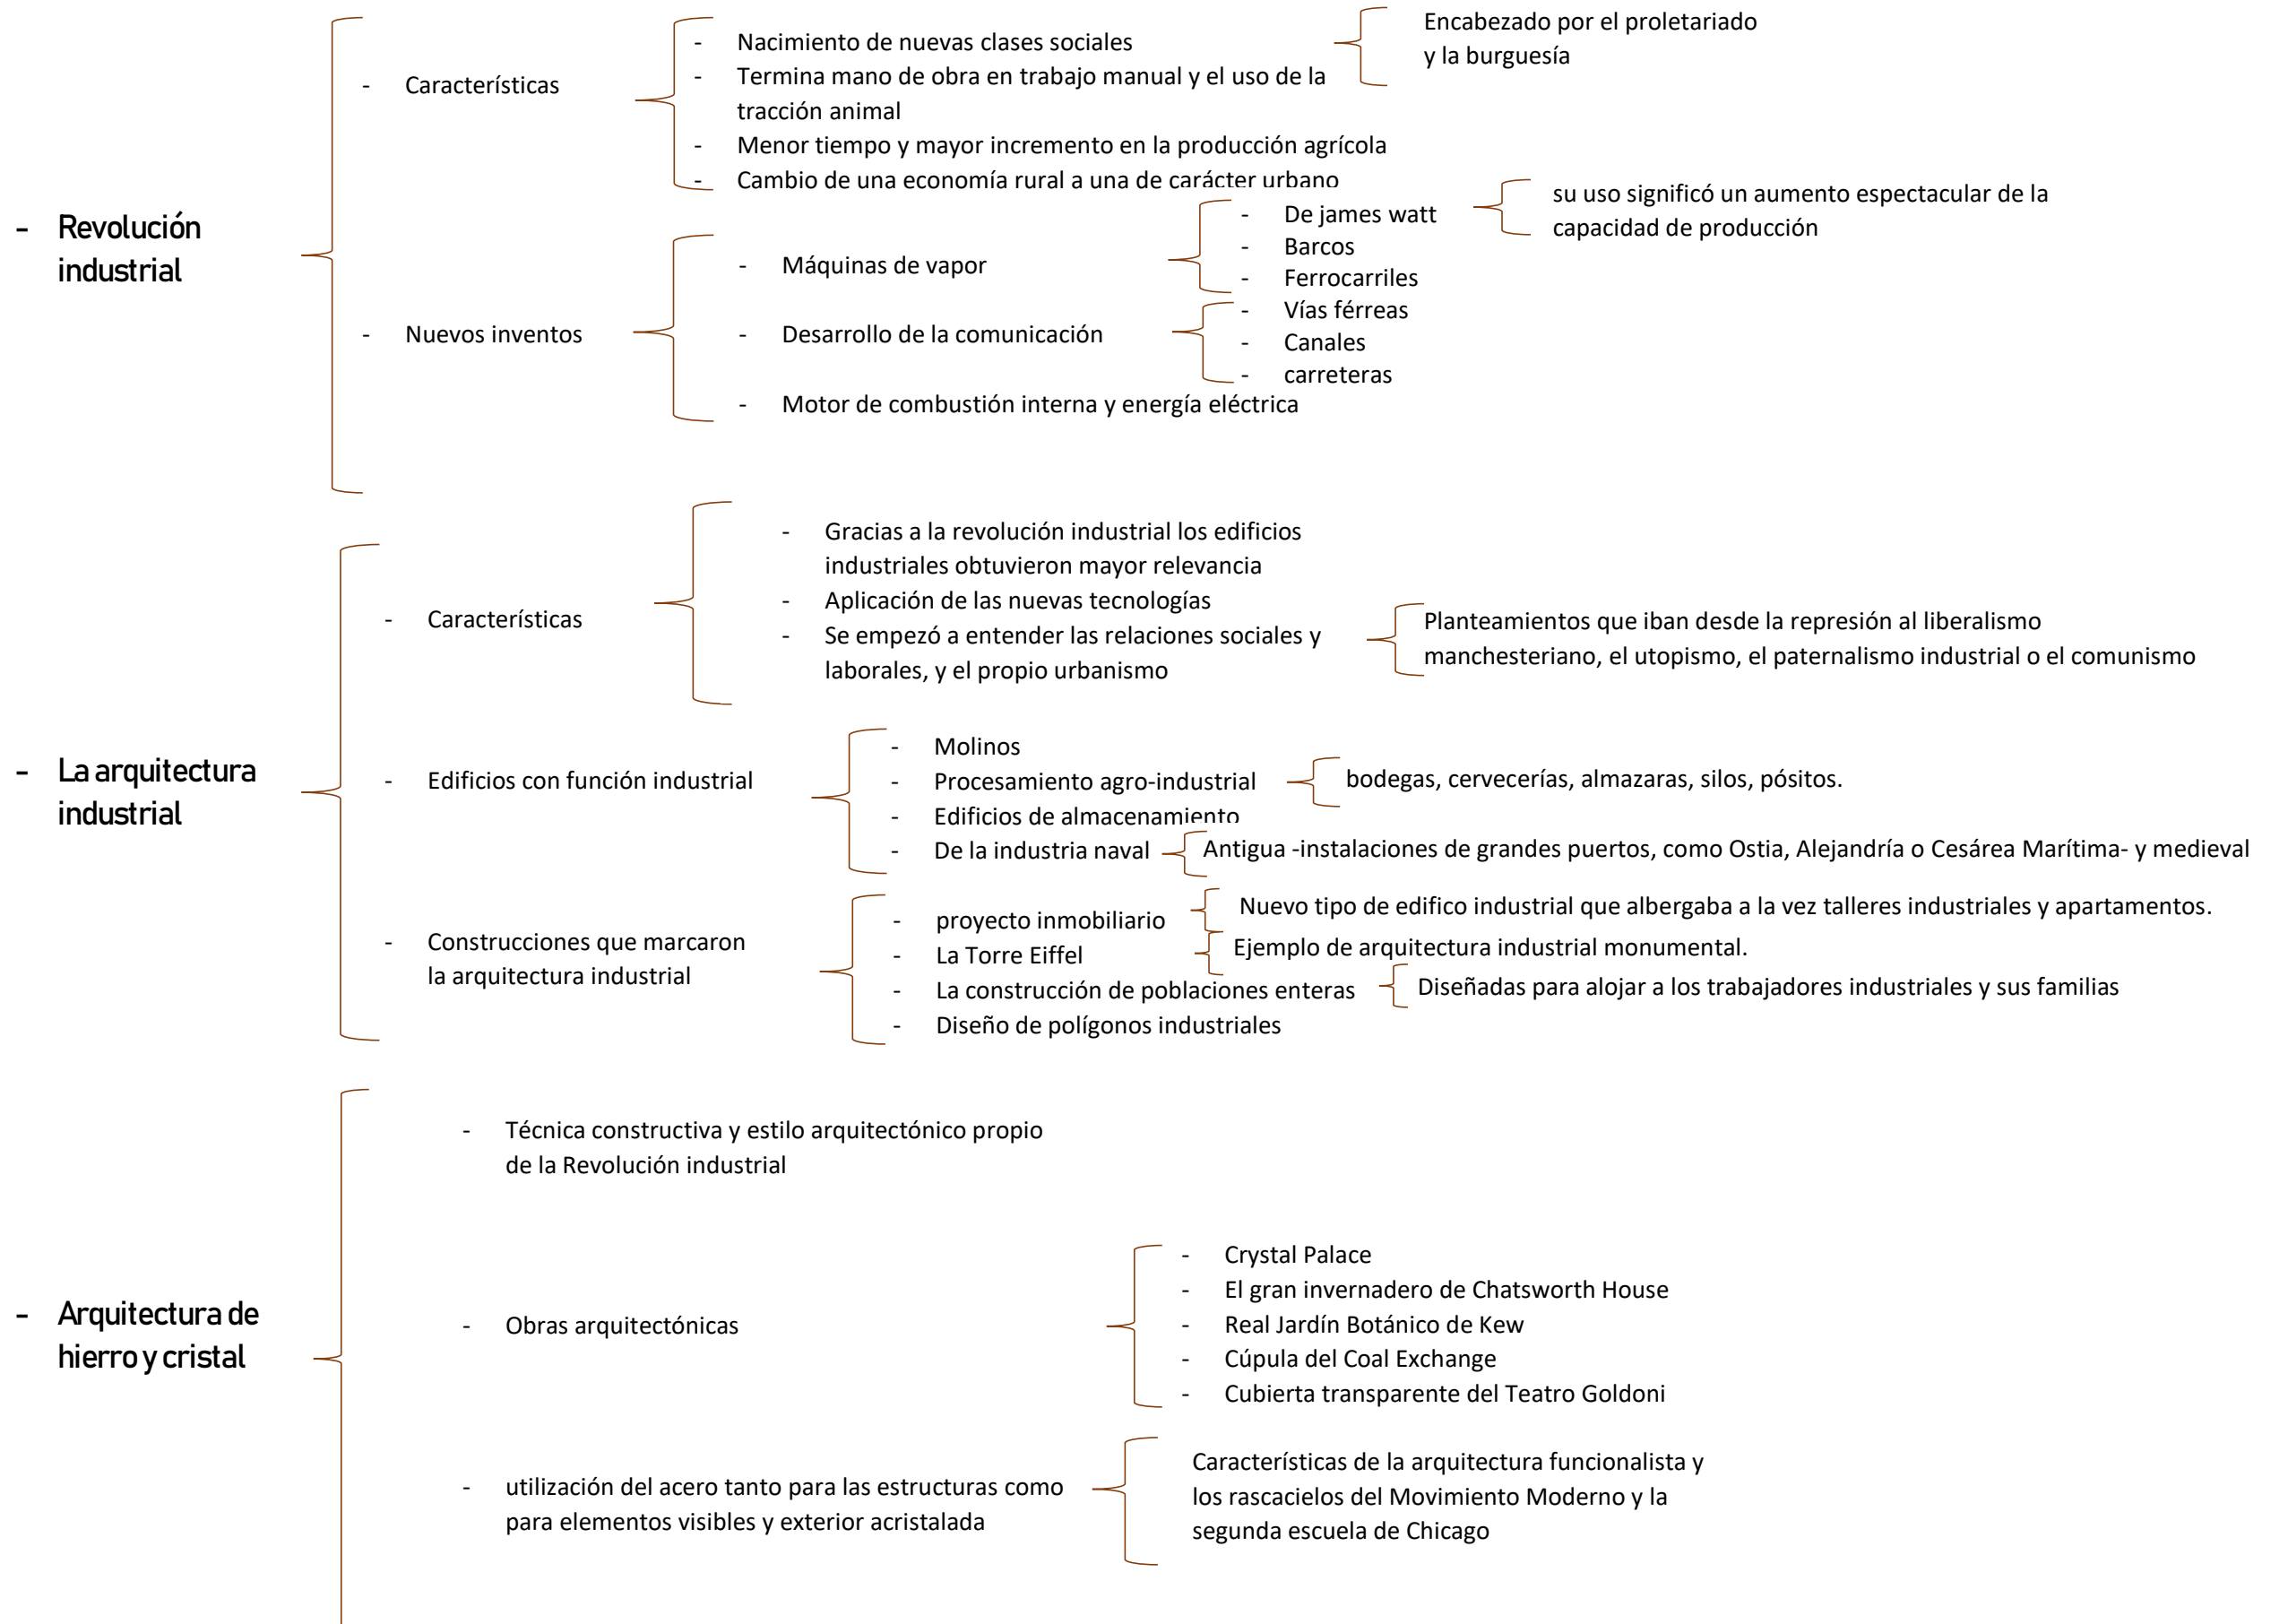 - Revolución
industrial
- Características
- Nacimiento de nuevas clases sociales
Encabezado por el proletariado
y la burguesía
- Termina mano de obra en trabajo manual y el uso de la
tracción animal
- Menor tiempo y mayor incremento en la producción agrícola
- Cambio de una economía rural a una de carácter urbano
- Nuevos inventos
- Máquinas de vapor
- De james watt
su uso significó un aumento espectacular de la
capacidad de producción
- Barcos
- Ferrocarriles
- Desarrollo de la comunicación
- Vías férreas
- Canales
- carreteras
- Motor de combustión interna y energía eléctrica
- La arquitectura
industrial
- Características
- Gracias a la revolución industrial los edificios
industriales obtuvieron mayor relevancia
- Aplicación de las nuevas tecnologías
- Se empezó a entender las relaciones sociales y
laborales, y el propio urbanismo
Planteamientos que iban desde la represión al liberalismo
manchesteriano, el utopismo, el paternalismo industrial o el comunismo
- Edificios con función industrial
- Molinos
- Procesamiento agro-industrial
bodegas, cervecerías, almazaras, silos, pósitos.
- Edificios de almacenamiento
- De la industria naval
Antigua -instalaciones de grandes puertos, como Ostia, Alejandría o Cesárea Marítima- y medieval
- Construcciones que marcaron
la arquitectura industrial
- proyecto inmobiliario
Nuevo tipo de edifico industrial que albergaba a la vez talleres industriales y apartamentos.
- La Torre Eiffel
Ejemplo de arquitectura industrial monumental.
- La construcción de poblaciones enteras
Diseñadas para alojar a los trabajadores industriales y sus familias
- Diseño de polígonos industriales
- Arquitectura de
hierro y cristal
- Técnica constructiva y estilo arquitectónico propio
de la Revolución industrial
- Obras arquitectónicas
- Crystal Palace
- El gran invernadero de Chatsworth House
- Real Jardín Botánico de Kew
- Cúpula del Coal Exchange
- Cubierta transparente del Teatro Goldoni
- utilización del acero tanto para las estructuras como
para elementos visibles y exterior acristalada
Características de la arquitectura funcionalista y
los rascacielos del Movimiento Moderno y la
segunda escuela de Chicago